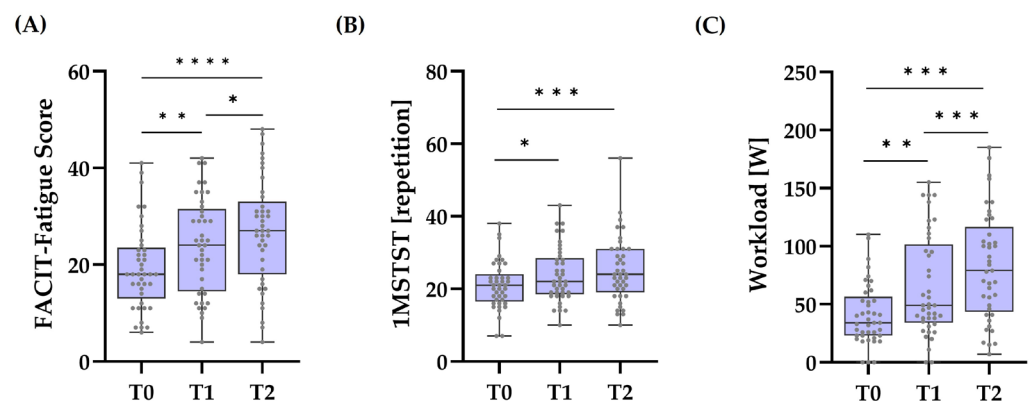 (A)
FACIT-Fatigue Score
60
40
20
0
T0 T1 T2
* * * *
* *
*
(B)
1MSTST [repetition]
80
60
40
20
0
T0 T1 T2
* * *
*
(C)
Workload [W]
250
200
150
100
50
0
T0 T1 T2
* * *
* *
* * *